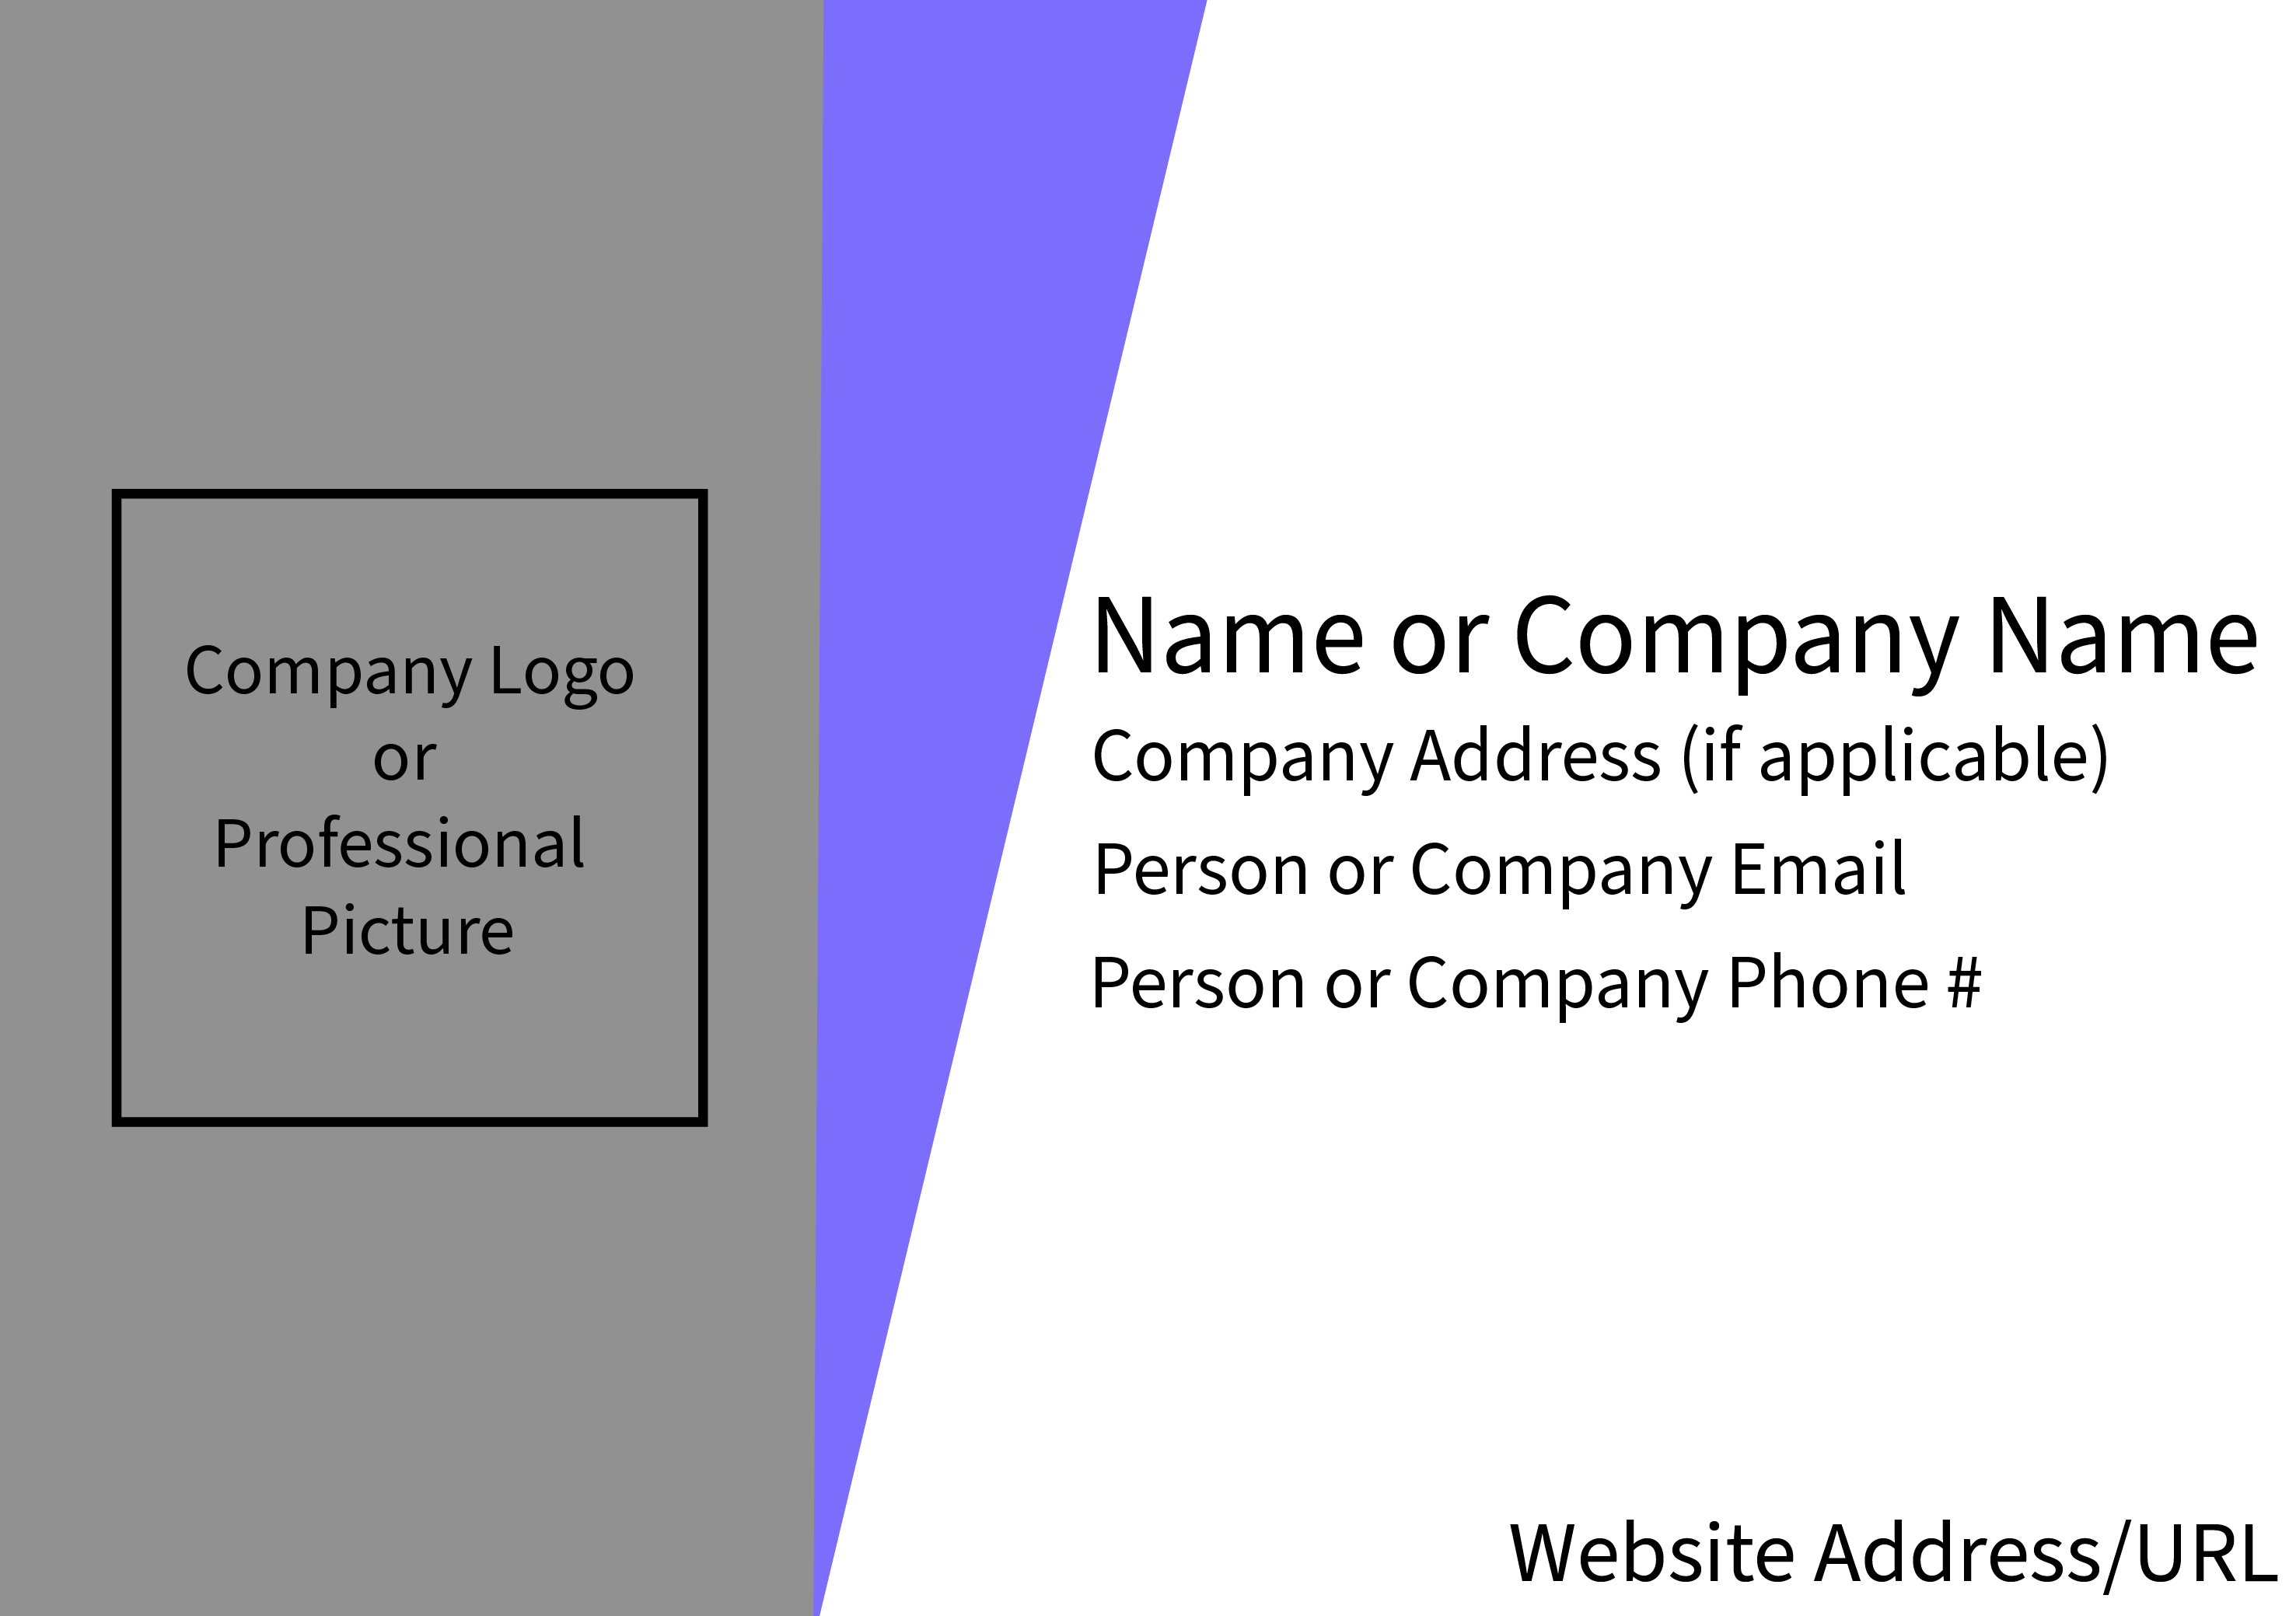 Company Logo
or
Professional
Picture
Name or Company Name
Company Address (if applicable)
Person or Company Email
Person or Company Phone #
Website Address/URL